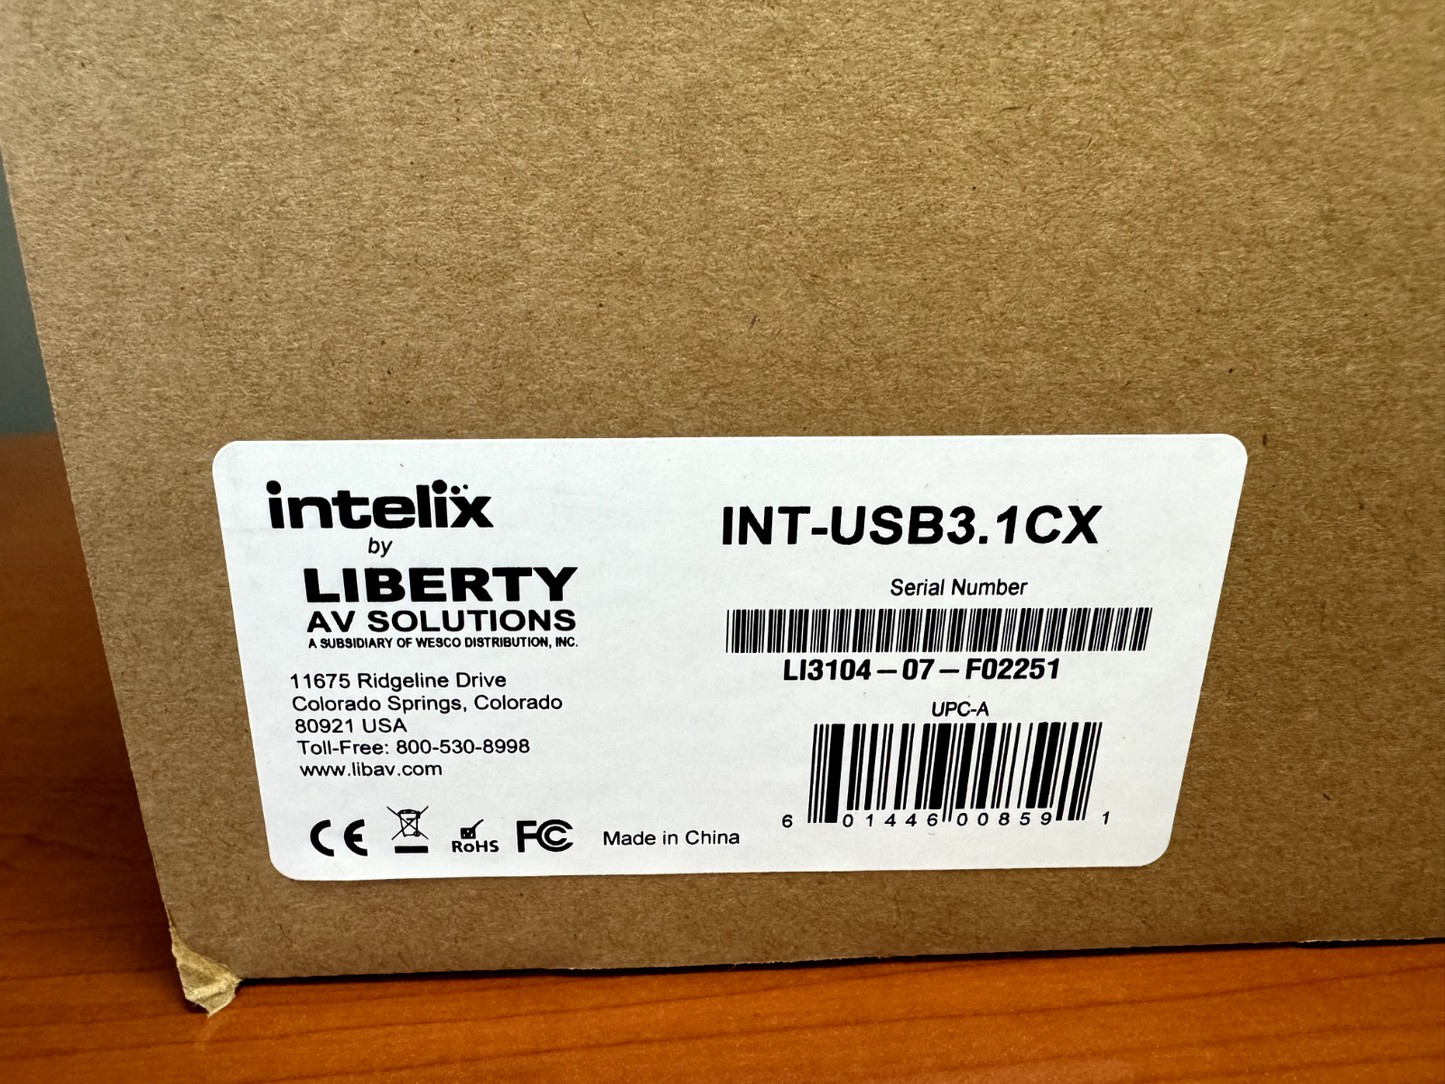 intelix
by
LIBERTY
AV SOLUTIONS
A SUBSIDIARY OF WESCO DISTRIBUTION, INC.
11675 Ridgeline Drive
Colorado Springs, Colorado
80921 USA
Toll-Free: 800-530-8998
www.libav.com
CE
RoHS
FC
Made in China
INT-USB3.1CX
Serial Number
LI3104-07-F02251
UPC-A
6 01446 00859 1